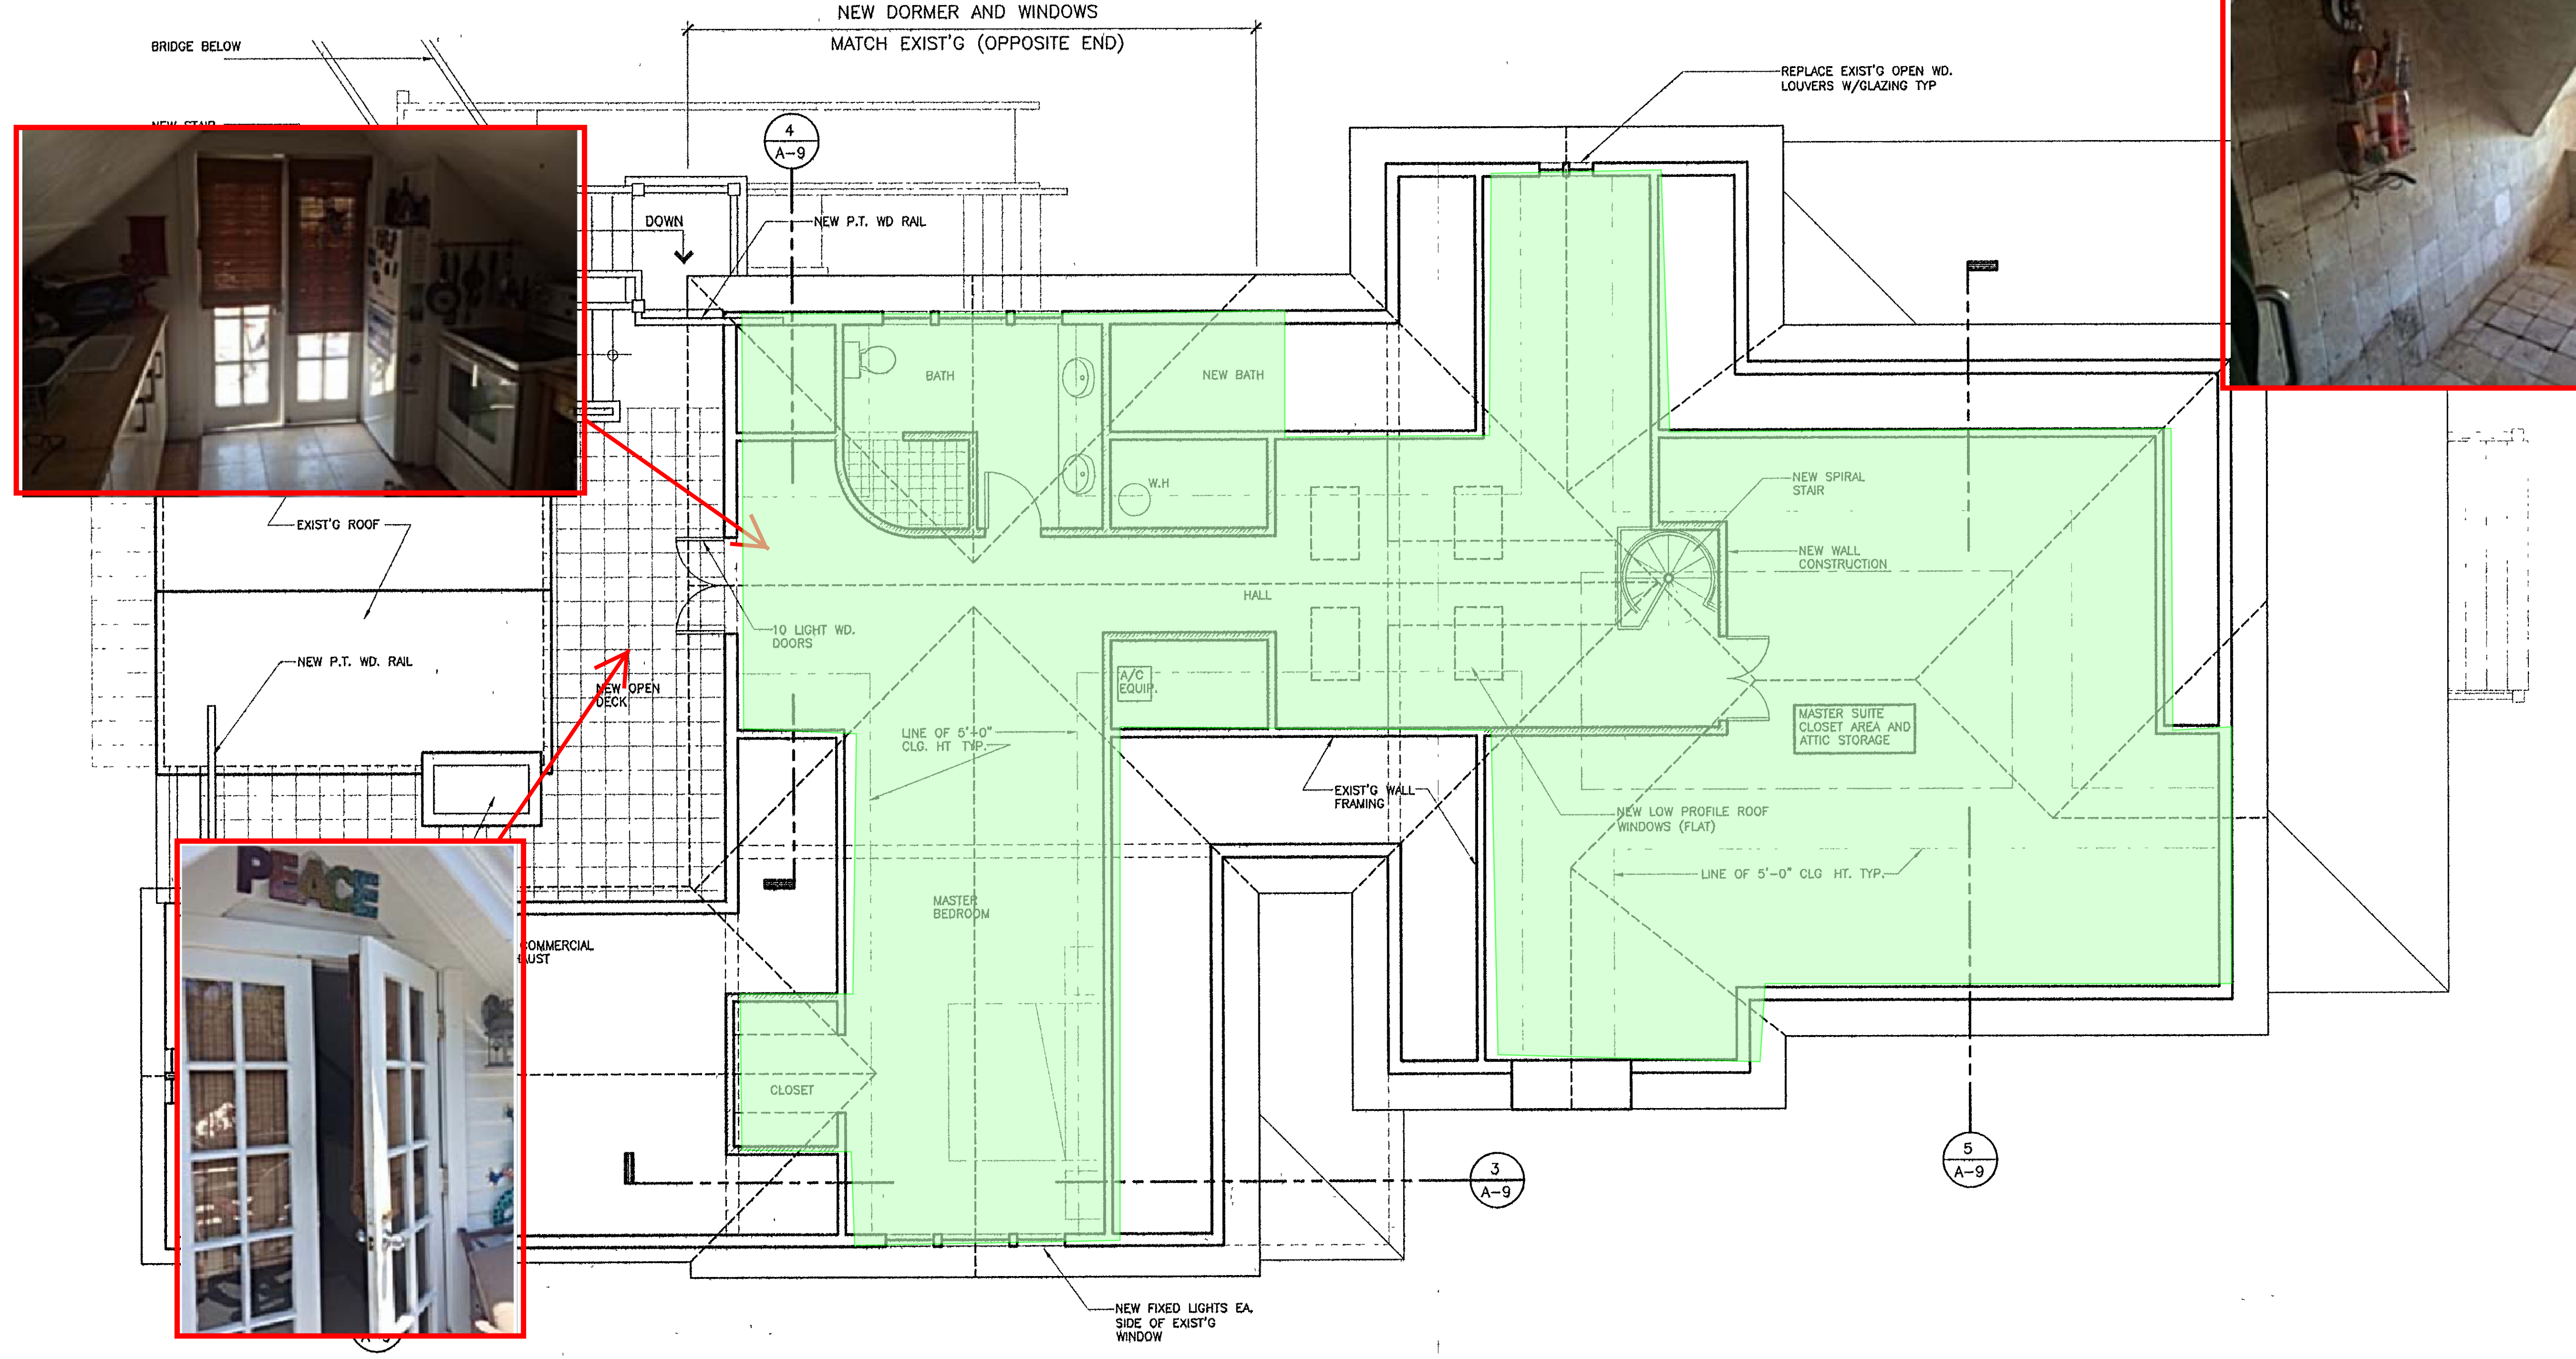 NEW DORMER AND WINDOWS
MATCH EXIST'G (OPPOSITE END)
BRIDGE BELOW
REPLACE EXIST'G OPEN WD.
LOUVERS W/GLAZING TYP
NEW STAIR
4
A-9
DOWN
NEW P.T. WD RAIL
BATH
NEW BATH
W.H
NEW SPIRAL
STAIR
EXIST'G ROOF
NEW WALL
CONSTRUCTION
HALL
10 LIGHT WD.
DOORS
NEW P.T. WD. RAIL
NEW OPEN
DECK
A/C
EQUIP.
LINE OF 5'-0"
CLG. HT TYP.
MASTER SUITE
CLOSET AREA AND
ATTIC STORAGE
EXIST'G WALL
FRAMING
NEW LOW PROFILE ROOF
WINDOWS (FLAT)
LINE OF 5'-0" CLG HT. TYP.
PEACE
MASTER
BEDROOM
COMMERCIAL
CLOSET
3
A-9
5
A-9
NEW FIXED LIGHTS EA.
SIDE OF EXIST'G
WINDOW